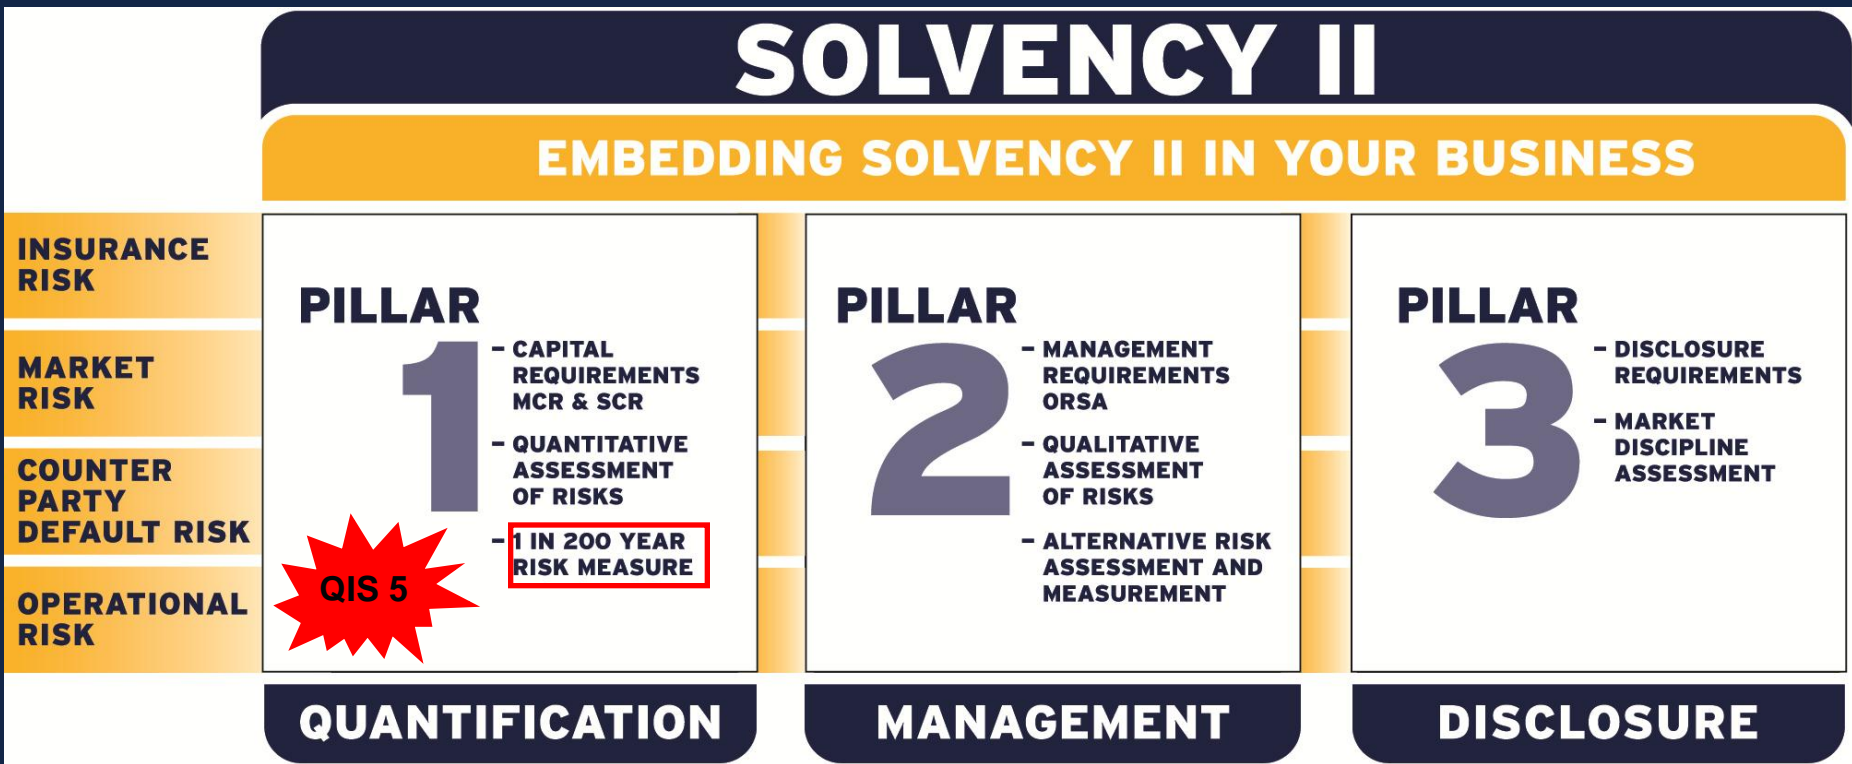 SOLVENCY II
EMBEDDING SOLVENCY II IN YOUR BUSINESS
INSURANCE
RISK
MARKET
RISK
COUNTER
PARTY
DEFAULT RISK
OPERATIONAL
RISK
PILLAR
1
– CAPITAL
REQUIREMENTS
MCR & SCR
– QUANTITATIVE
ASSESSMENT
OF RISKS
– 1 IN 200 YEAR
RISK MEASURE
QIS 5
QUANTIFICATION
PILLAR
2
– MANAGEMENT
REQUIREMENTS
ORSA
– QUALITATIVE
ASSESSMENT
OF RISKS
– ALTERNATIVE RISK
ASSESSMENT AND
MEASUREMENT
MANAGEMENT
PILLAR
3
– DISCLOSURE
REQUIREMENTS
– MARKET
DISCIPLINE
ASSESSMENT
DISCLOSURE